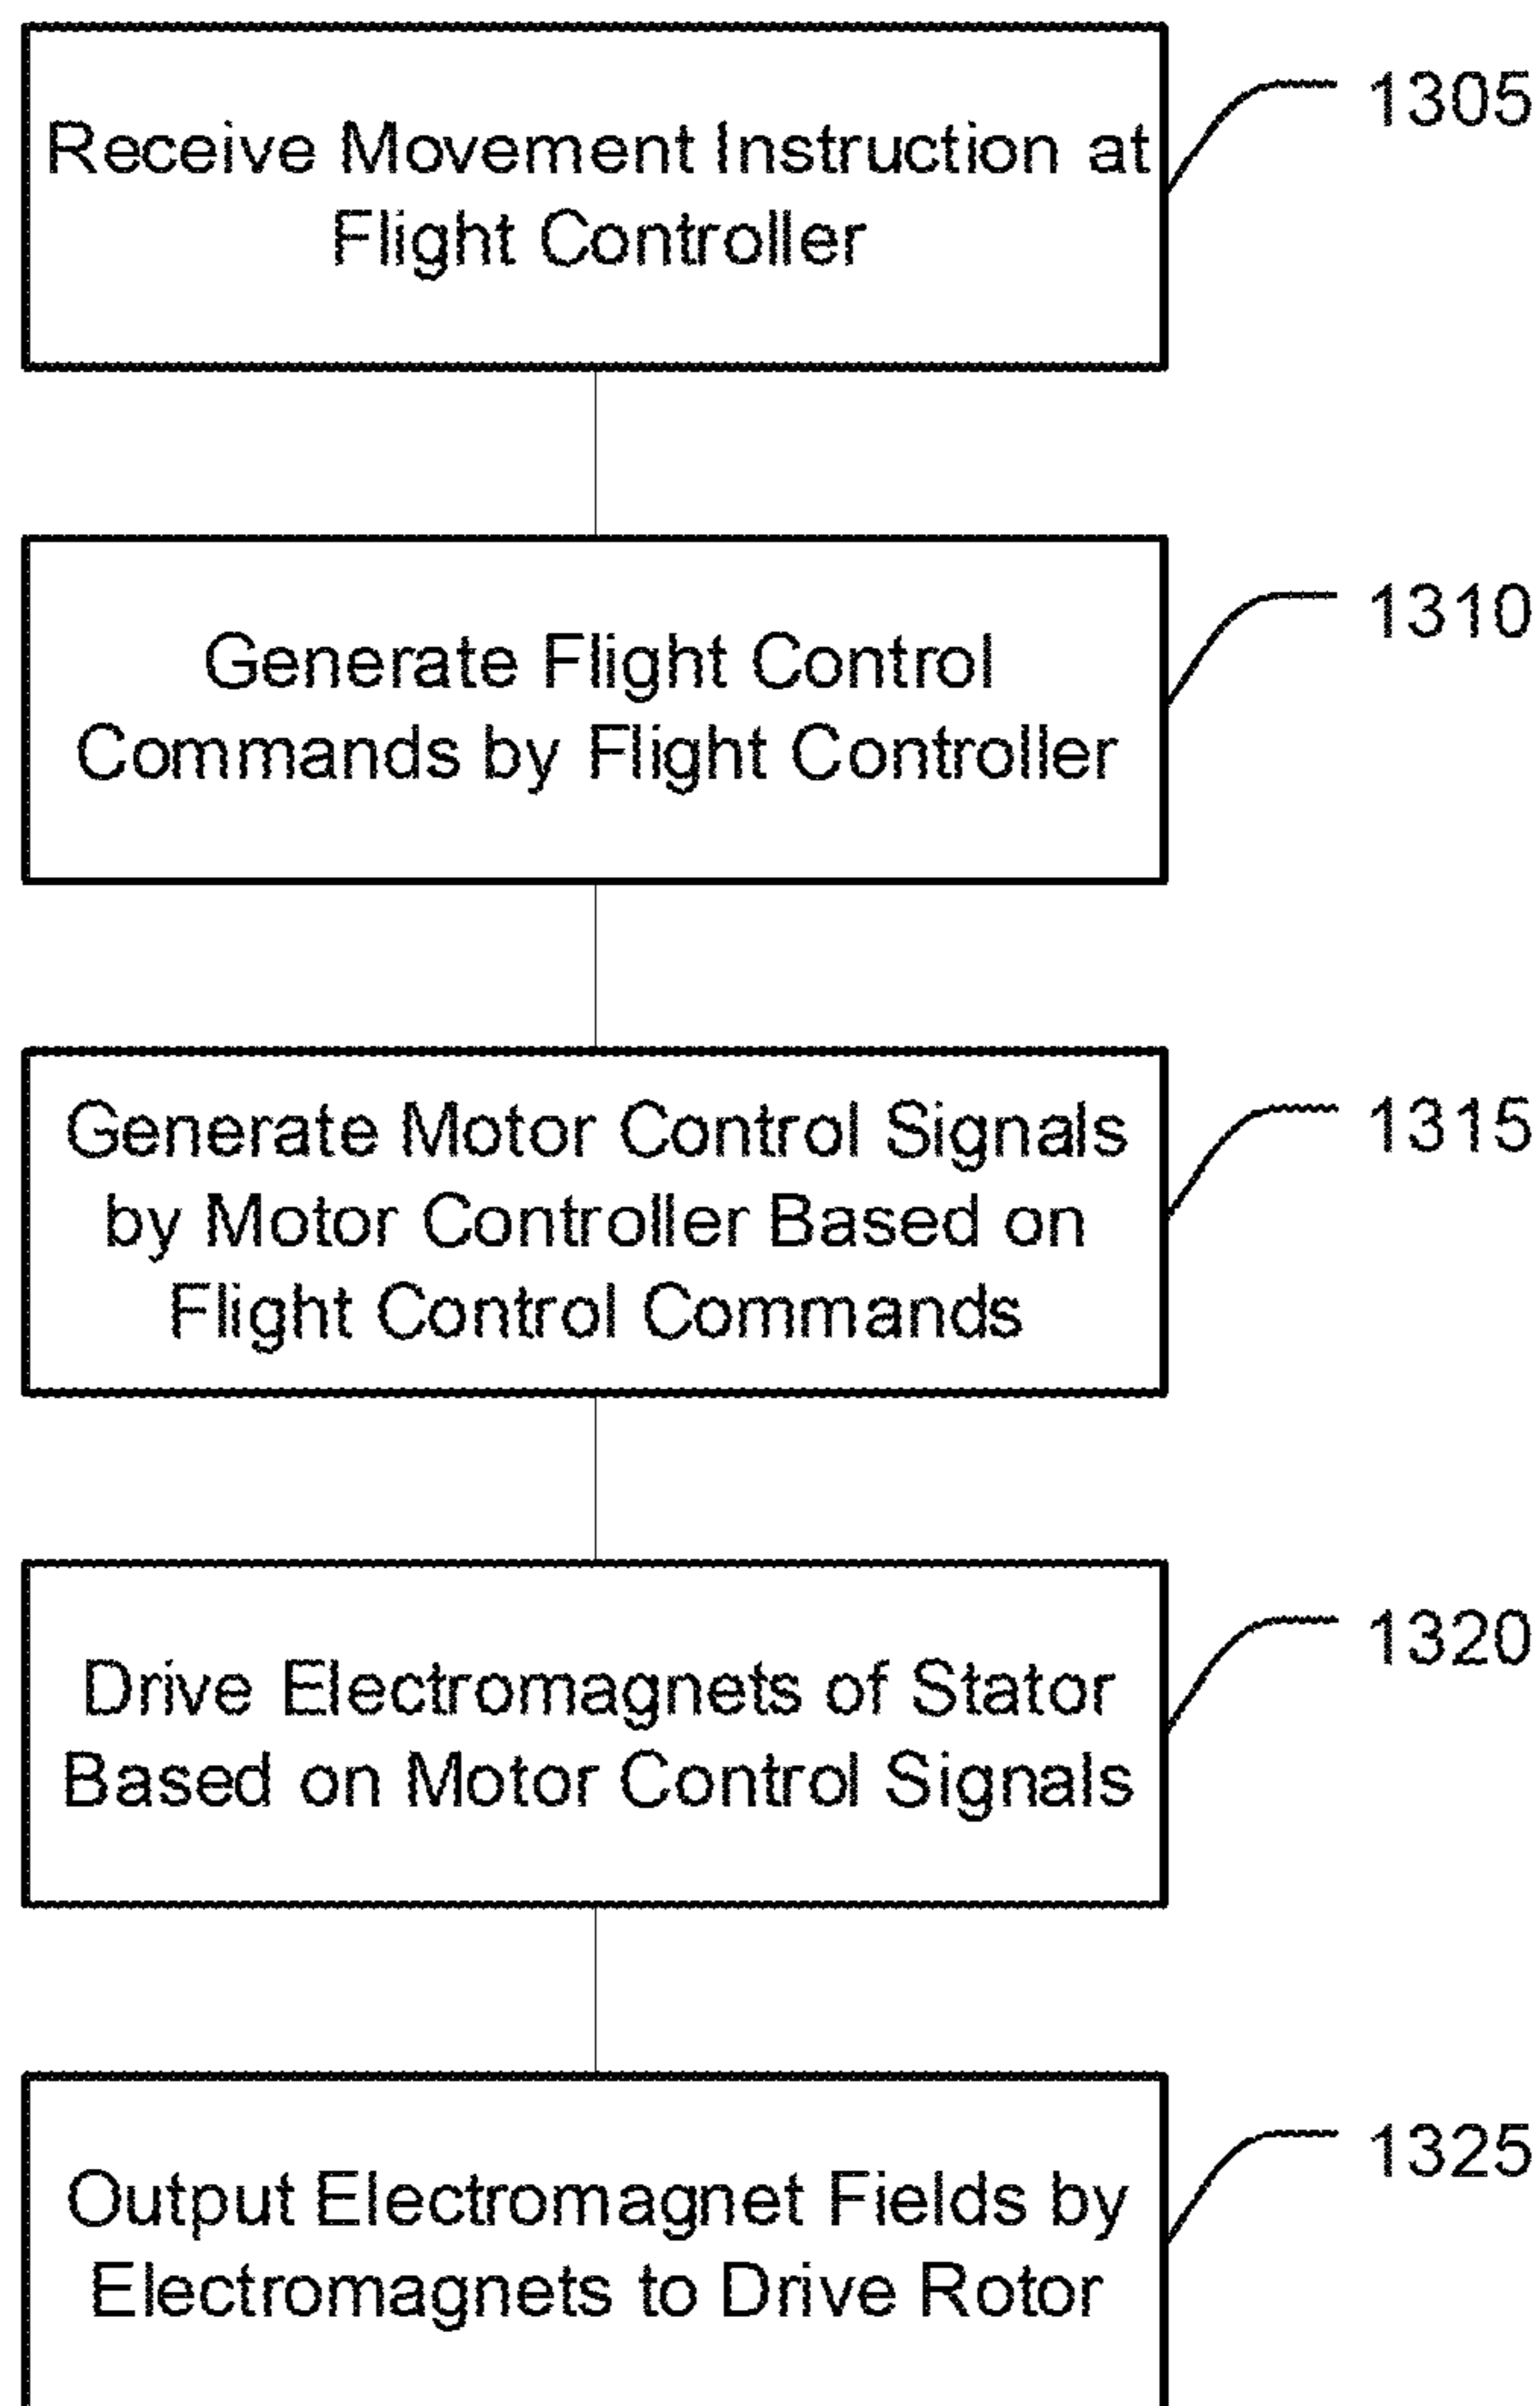 Receive Movement Instruction at
Flight Controller
1305
Generate Flight Control
Commands by Flight Controller
1310
Generate Motor Control Signals
by Motor Controller Based on
Flight Control Commands
1315
Drive Electromagnets of Stator
Based on Motor Control Signals
1320
Output Electromagnet Fields by
Electromagnets to Drive Rotor
1325